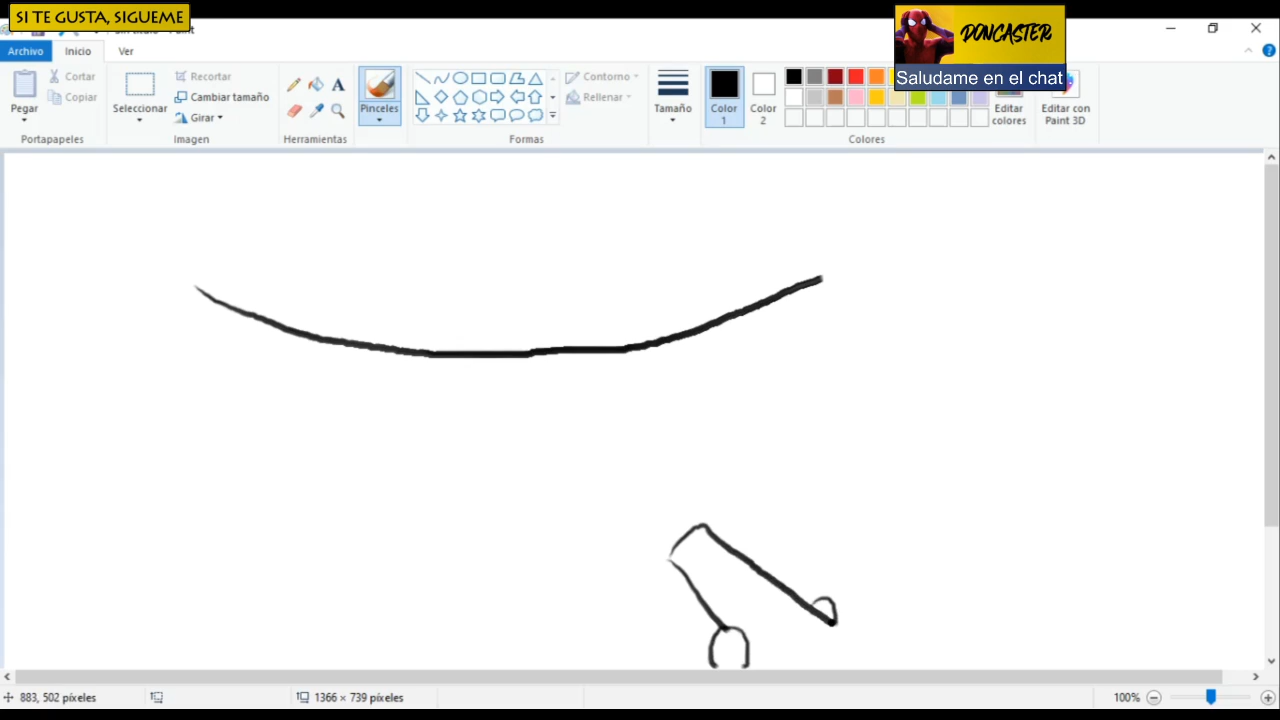 SI TE GUSTA, SIGUEME
DONCASTER
Saludame en el chat
Archivo
Inicio
Ver
Pegar
Cortar
Copiar
Portapapeles
Seleccionar
Recortar
Cambiar tamaño
Girar
Imagen
Herramientas
Pinceles
Formas
Contorno
Rellenar
Tamaño
Color 1
Color 2
Colores
Editar colores
Editar con Paint 3D
883, 502 píxeles
1366 × 739 píxeles
100%